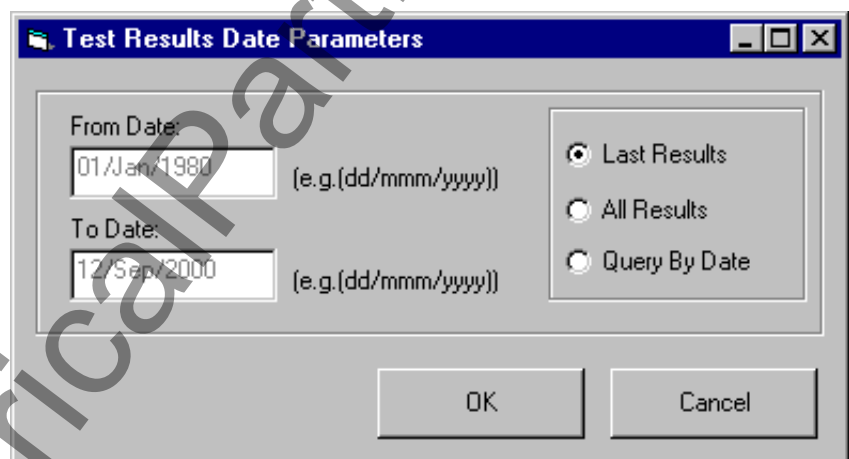 Test Results Date Parameters
From Date:
01/Jan/1980
(e.g.(dd/mmm/yyyy))
To Date:
12/Sep/2000
(e.g.(dd/mmm/yyyy))
Last Results
All Results
Query By Date
OK
Cancel